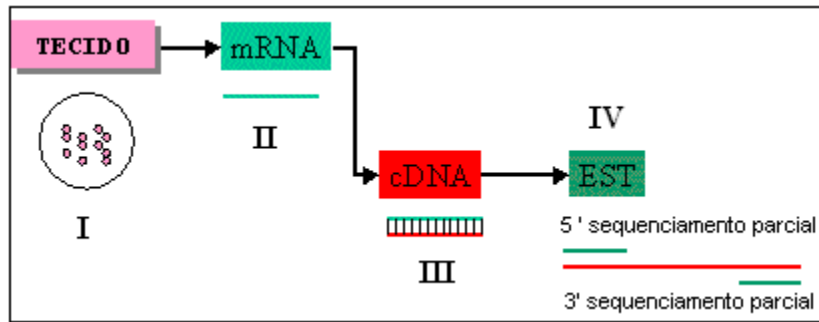 TECIDO
mRNA
I
II
cDNA
III
IV
EST
5 ' sequenciamento parcial
3' sequenciamento parcial